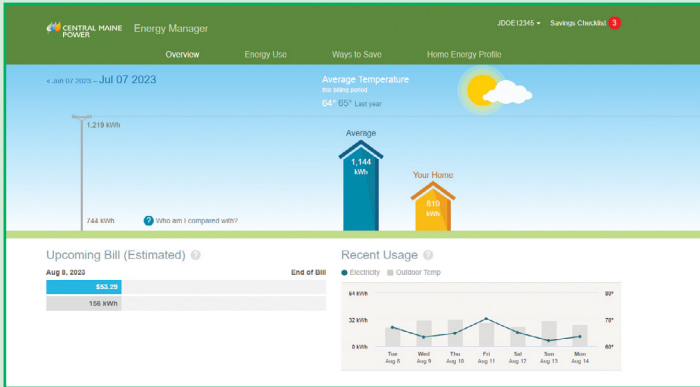 CENTRAL MAINE
POWER
Energy Manager
JDOE12345
Savings Checklist 3
Overview
Energy Use
Ways to Save
Home Energy Profile
< Jun 07 2023 – Jul 07 2023
Average Temperature
this billing period
64° 65° Last year
1,219 kWh
744 kWh
? Who am I compared with?
Average
1,144
kWh
Your Home
819
kWh
Upcoming Bill (Estimated) ?
Aug 8, 2023
End of Bill
$53.29
156 kWh
Recent Usage ?
Electricity
Outdoor Temp
64 kWh
32 kWh
0 kWh
80°
70°
60°
Tue
Aug 8
Wed
Aug 9
Thu
Aug 10
Fri
Aug 11
Sat
Aug 12
Sun
Aug 13
Mon
Aug 14